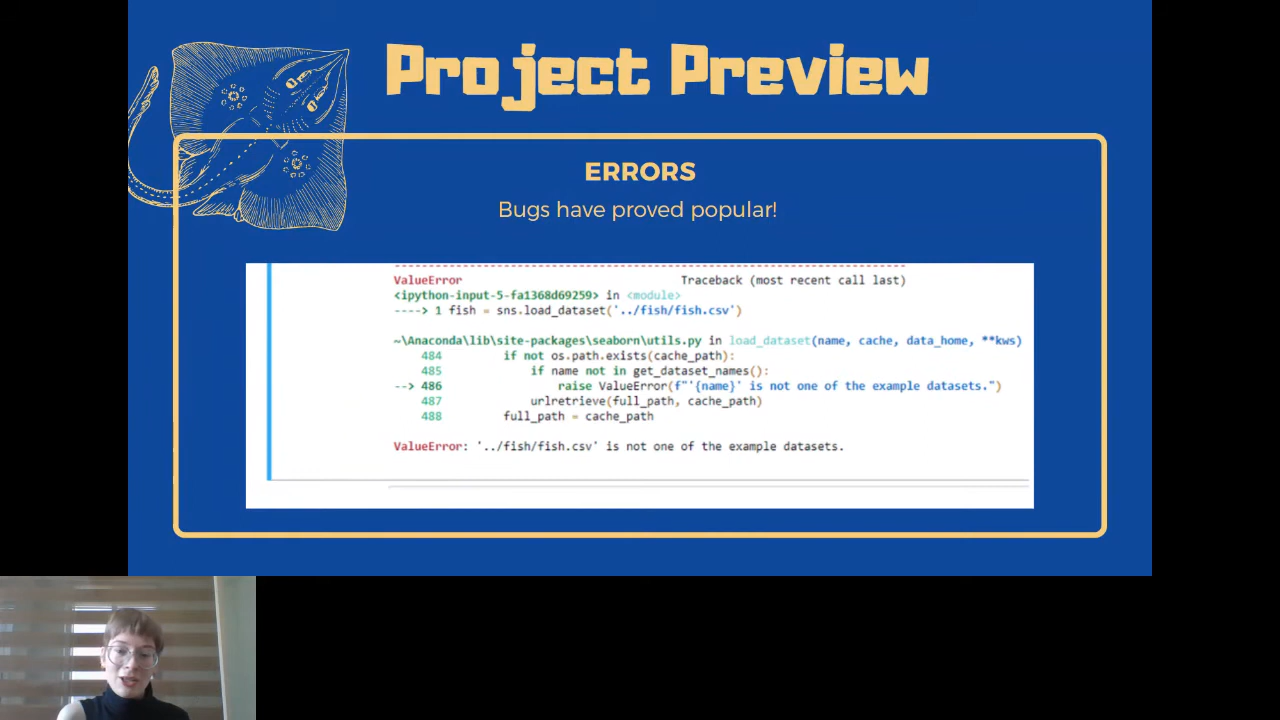 Project Preview
ERRORS
Bugs have proved popular!
ValueError Traceback (most recent call last)
<ipython-input-5-fa1368d69259> in <module>
----> 1 fish = sns.load_dataset('../fish/fish.csv')
~\Anaconda\lib\site-packages\seaborn\utils.py in load_dataset(name, cache, data_home, **kws)
484 if not os.path.exists(cache_path):
485 if name not in get_dataset_names():
--> 486 raise ValueError(f"'{name}' is not one of the example datasets.")
487 urlretrieve(full_path, cache_path)
488 full_path = cache_path
ValueError: '../fish/fish.csv' is not one of the example datasets.